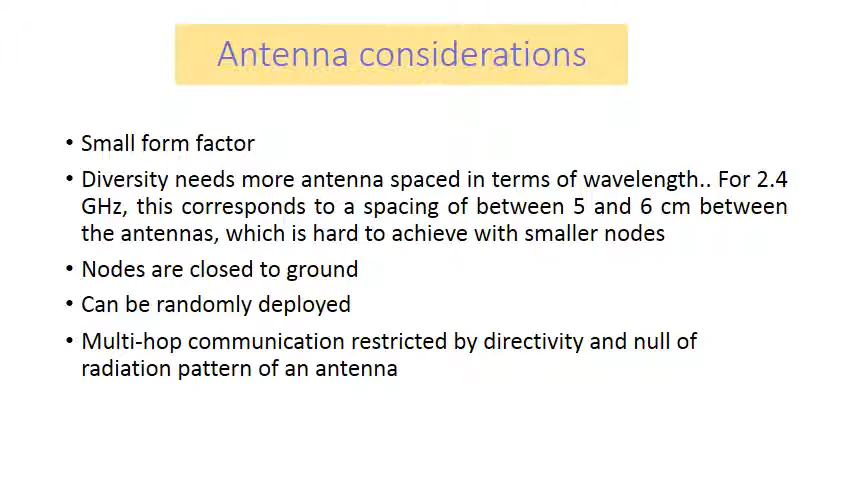 Antenna considerations
• Small form factor
• Diversity needs more antenna spaced in terms of wavelength.. For 2.4
GHz, this corresponds to a spacing of between 5 and 6 cm between
the antennas, which is hard to achieve with smaller nodes
• Nodes are closed to ground
• Can be randomly deployed
• Multi-hop communication restricted by directivity and null of
radiation pattern of an antenna